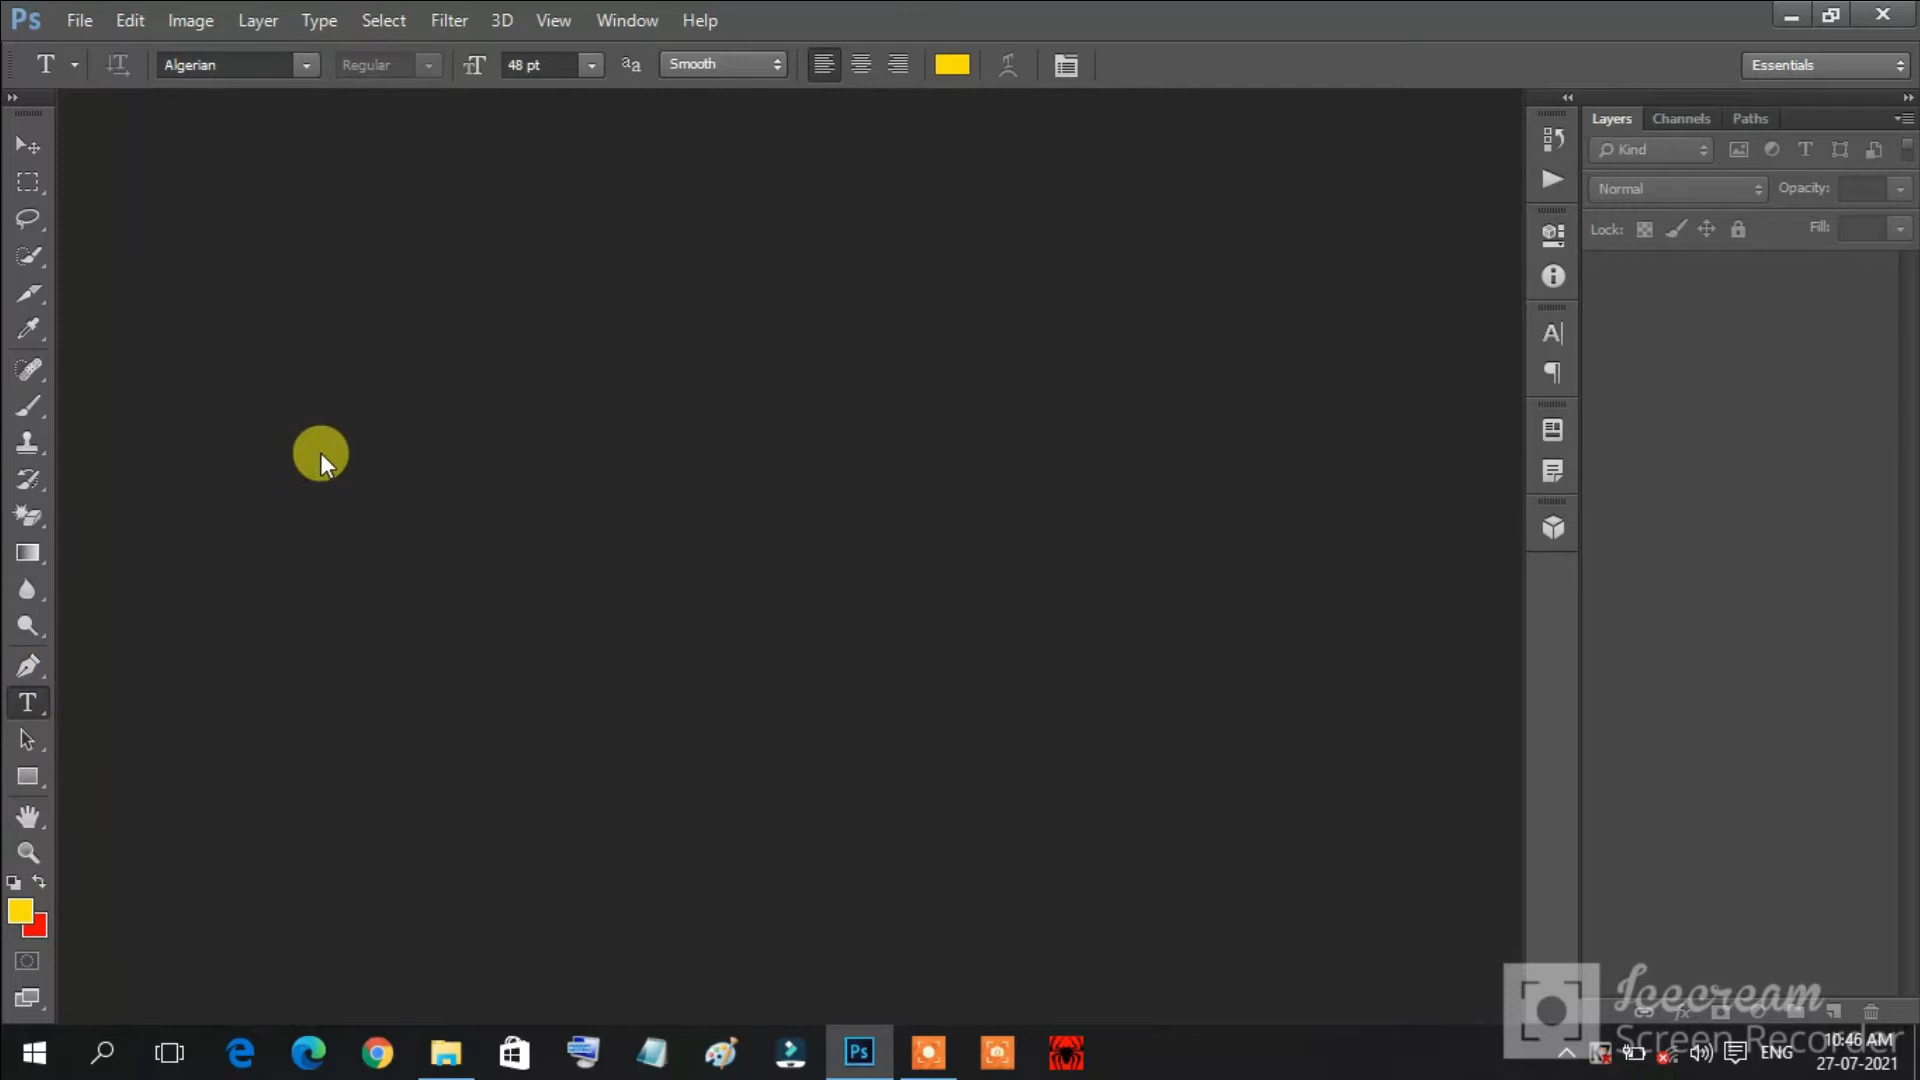 Ps File Edit Image Layer Type Select Filter 3D View Window Help
T Algerian Regular 48 pt Smooth Essentials
Layers Channels Paths
Kind
Normal Opacity:
Lock: Fill:
Icecream
Screen Recorder
Ps ENG 10:46 AM
27-07-2021